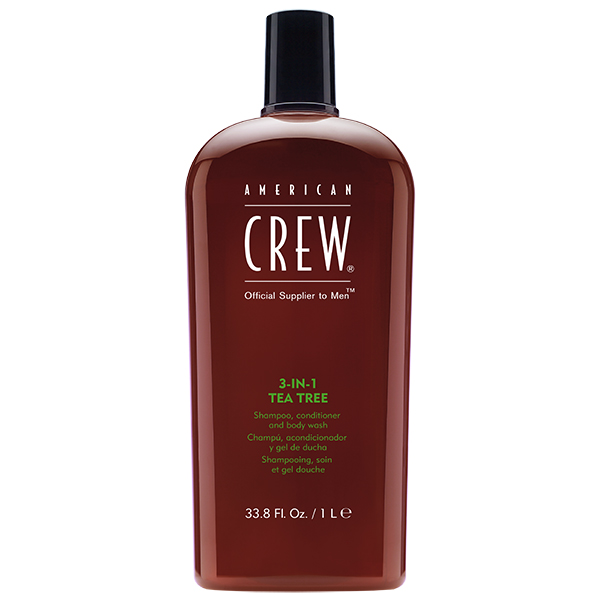 AMERICAN
CREW®
Official Supplier to Men™
3-IN-1
TEA TREE
Shampoo, conditioner
and body wash
Champú, acondicionador
y gel de ducha
Shampooing, soin
et gel douche
33.8 Fl. Oz. / 1 L ℮